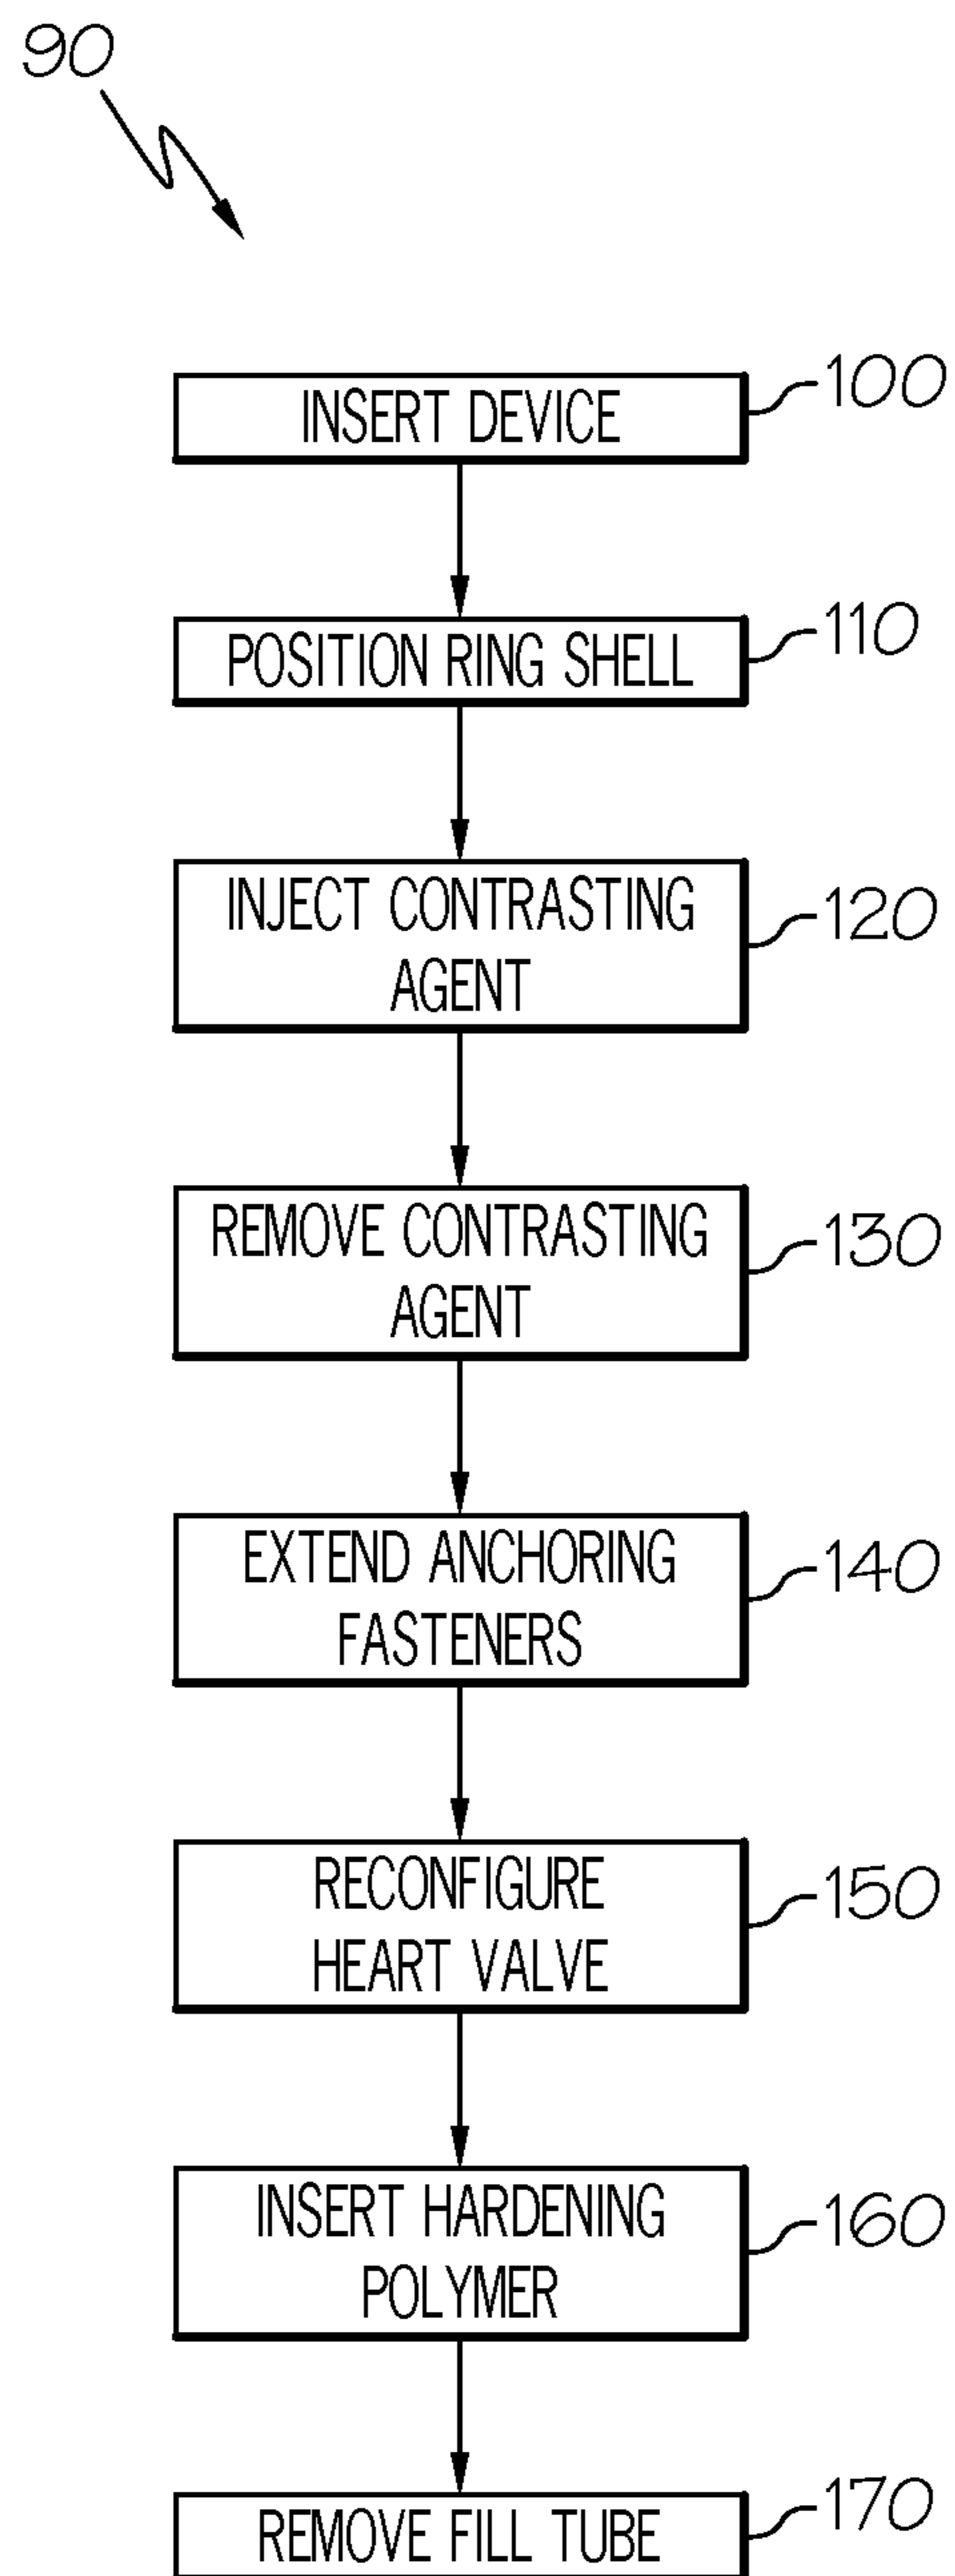 90
INSERT DEVICE
100
POSITION RING SHELL
110
INJECT CONTRASTING
AGENT
120
REMOVE CONTRASTING
AGENT
130
EXTEND ANCHORING
FASTENERS
140
RECONFIGURE
HEART VALVE
150
INSERT HARDENING
POLYMER
160
REMOVE FILL TUBE
170